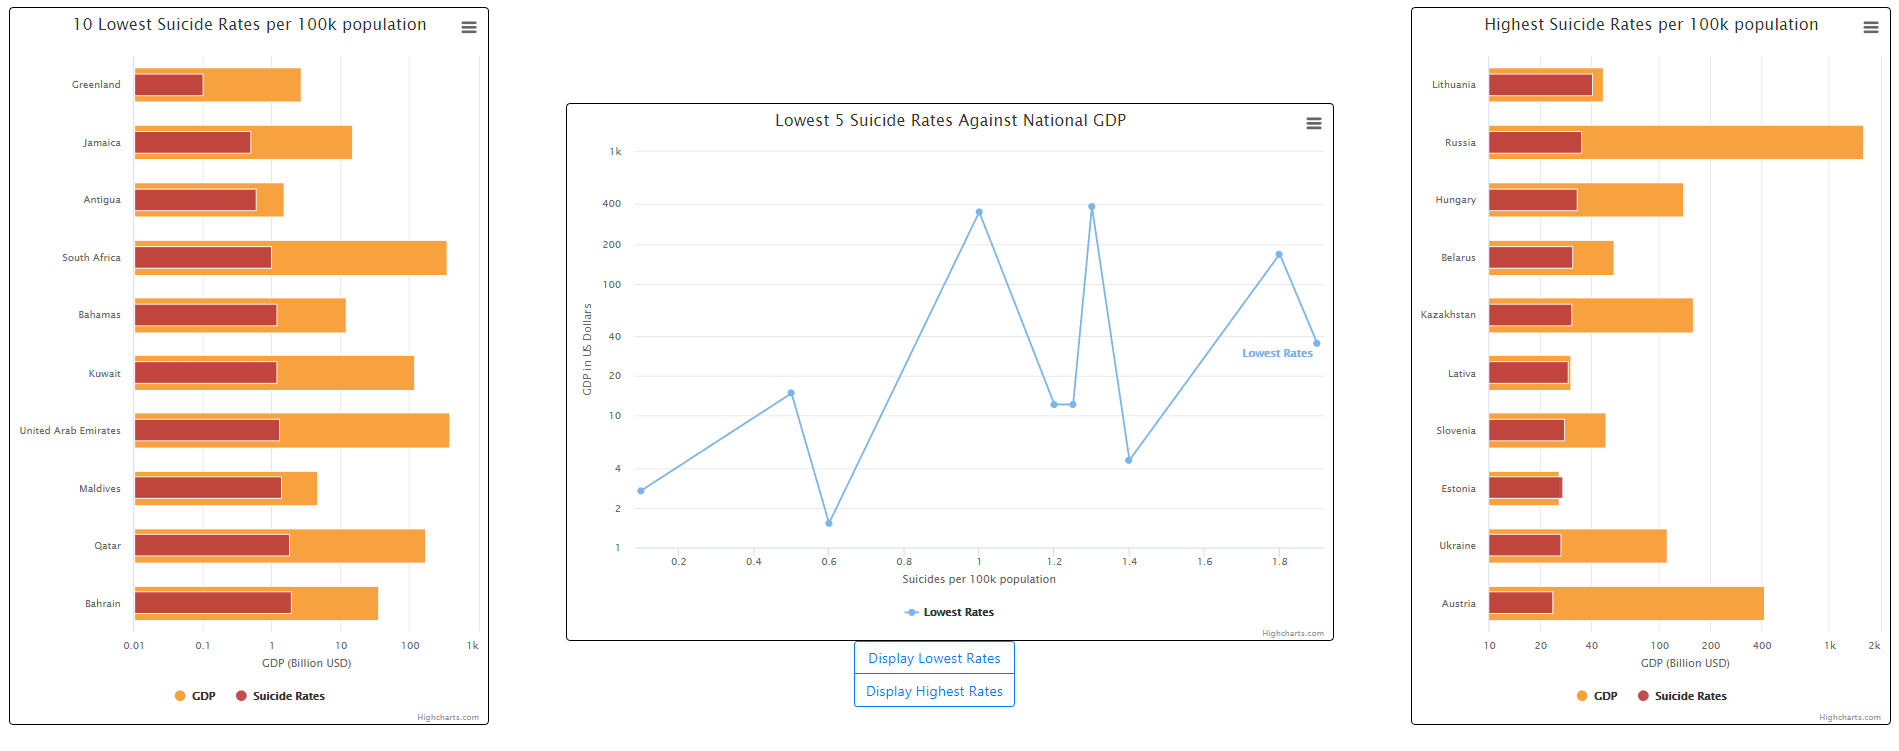 10 Lowest Suicide Rates per 100k population
Greenland
Jamaica
Antigua
South Africa
Bahamas
Kuwait
United Arab Emirates
Maldives
Qatar
Bahrain
0.01 0.1 1 10 100 1k
GDP (Billion USD)
GDP Suicide Rates
Highcharts.com
Lowest 5 Suicide Rates Against National GDP
GDP in US Dollars
1k
400
200
100
40
20
10
4
2
1
Lowest Rates
0.2 0.4 0.6 0.8 1 1.2 1.4 1.6 1.8
Suicides per 100k population
Lowest Rates
Highcharts.com
Display Lowest Rates
Display Highest Rates
Highest Suicide Rates per 100k population
Lithuania
Russia
Hungary
Belarus
Kazakhstan
Lativa
Slovenia
Estonia
Ukraine
Austria
10 20 40 100 200 400 1k 2k
GDP (Billion USD)
GDP Suicide Rates
Highcharts.com